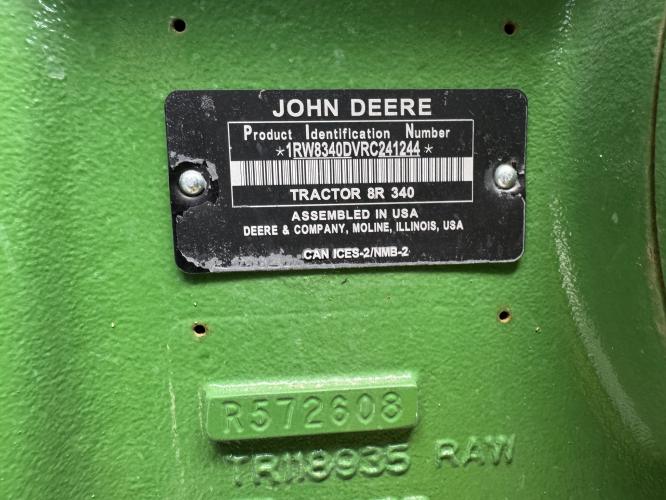 JOHN DEERE
Product Identification Number
*1RW8340DVRC241244*
TRACTOR 8R 340
ASSEMBLED IN USA
DEERE & COMPANY, MOLINE, ILLINOIS, USA
CAN ICES-2/NMB-2
R572608
TR118935 RAW